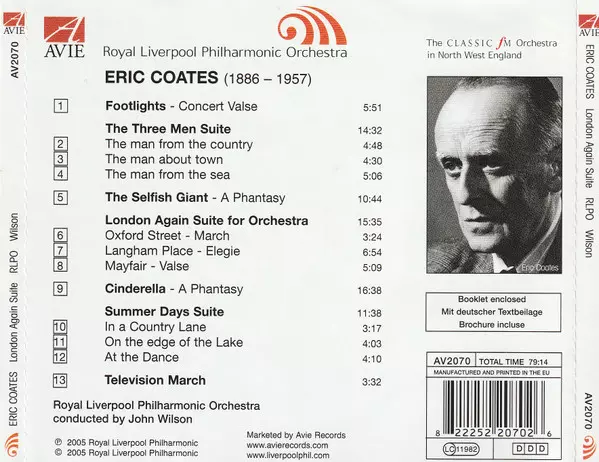 AVIE
AV2070
ERIC COATES London Again Suite RLPO Wilson
AVIE
Royal Liverpool Philharmonic Orchestra
The CLASSIC fM Orchestra
in North West England
ERIC COATES (1886 – 1957)
1 Footlights - Concert Valse 5:51
The Three Men Suite 14:32
2 The man from the country 4:48
3 The man about town 4:30
4 The man from the sea 5:06
5 The Selfish Giant - A Phantasy 10:44
London Again Suite for Orchestra 15:35
6 Oxford Street - March 3:24
7 Langham Place - Elegie 6:54
8 Mayfair - Valse 5:09
9 Cinderella - A Phantasy 16:38
Summer Days Suite 11:38
10 In a Country Lane 3:17
11 On the edge of the Lake 4:03
12 At the Dance 4:10
13 Television March 3:32
Royal Liverpool Philharmonic Orchestra
conducted by John Wilson
℗ 2005 Royal Liverpool Philharmonic
© 2005 Royal Liverpool Philharmonic
Marketed by Avie Records
www.avierecords.com
www.liverpoolphil.com
Eric Coates
Booklet enclosed
Mit deutscher Textbeilage
Brochure incluse
AV2070 TOTAL TIME 79:14
MANUFACTURED AND PRINTED IN THE EU
8 22252 20702 6
LC 11982
DDD
AVIE
ERIC COATES London Again Suite RLPO Wilson
AV2070